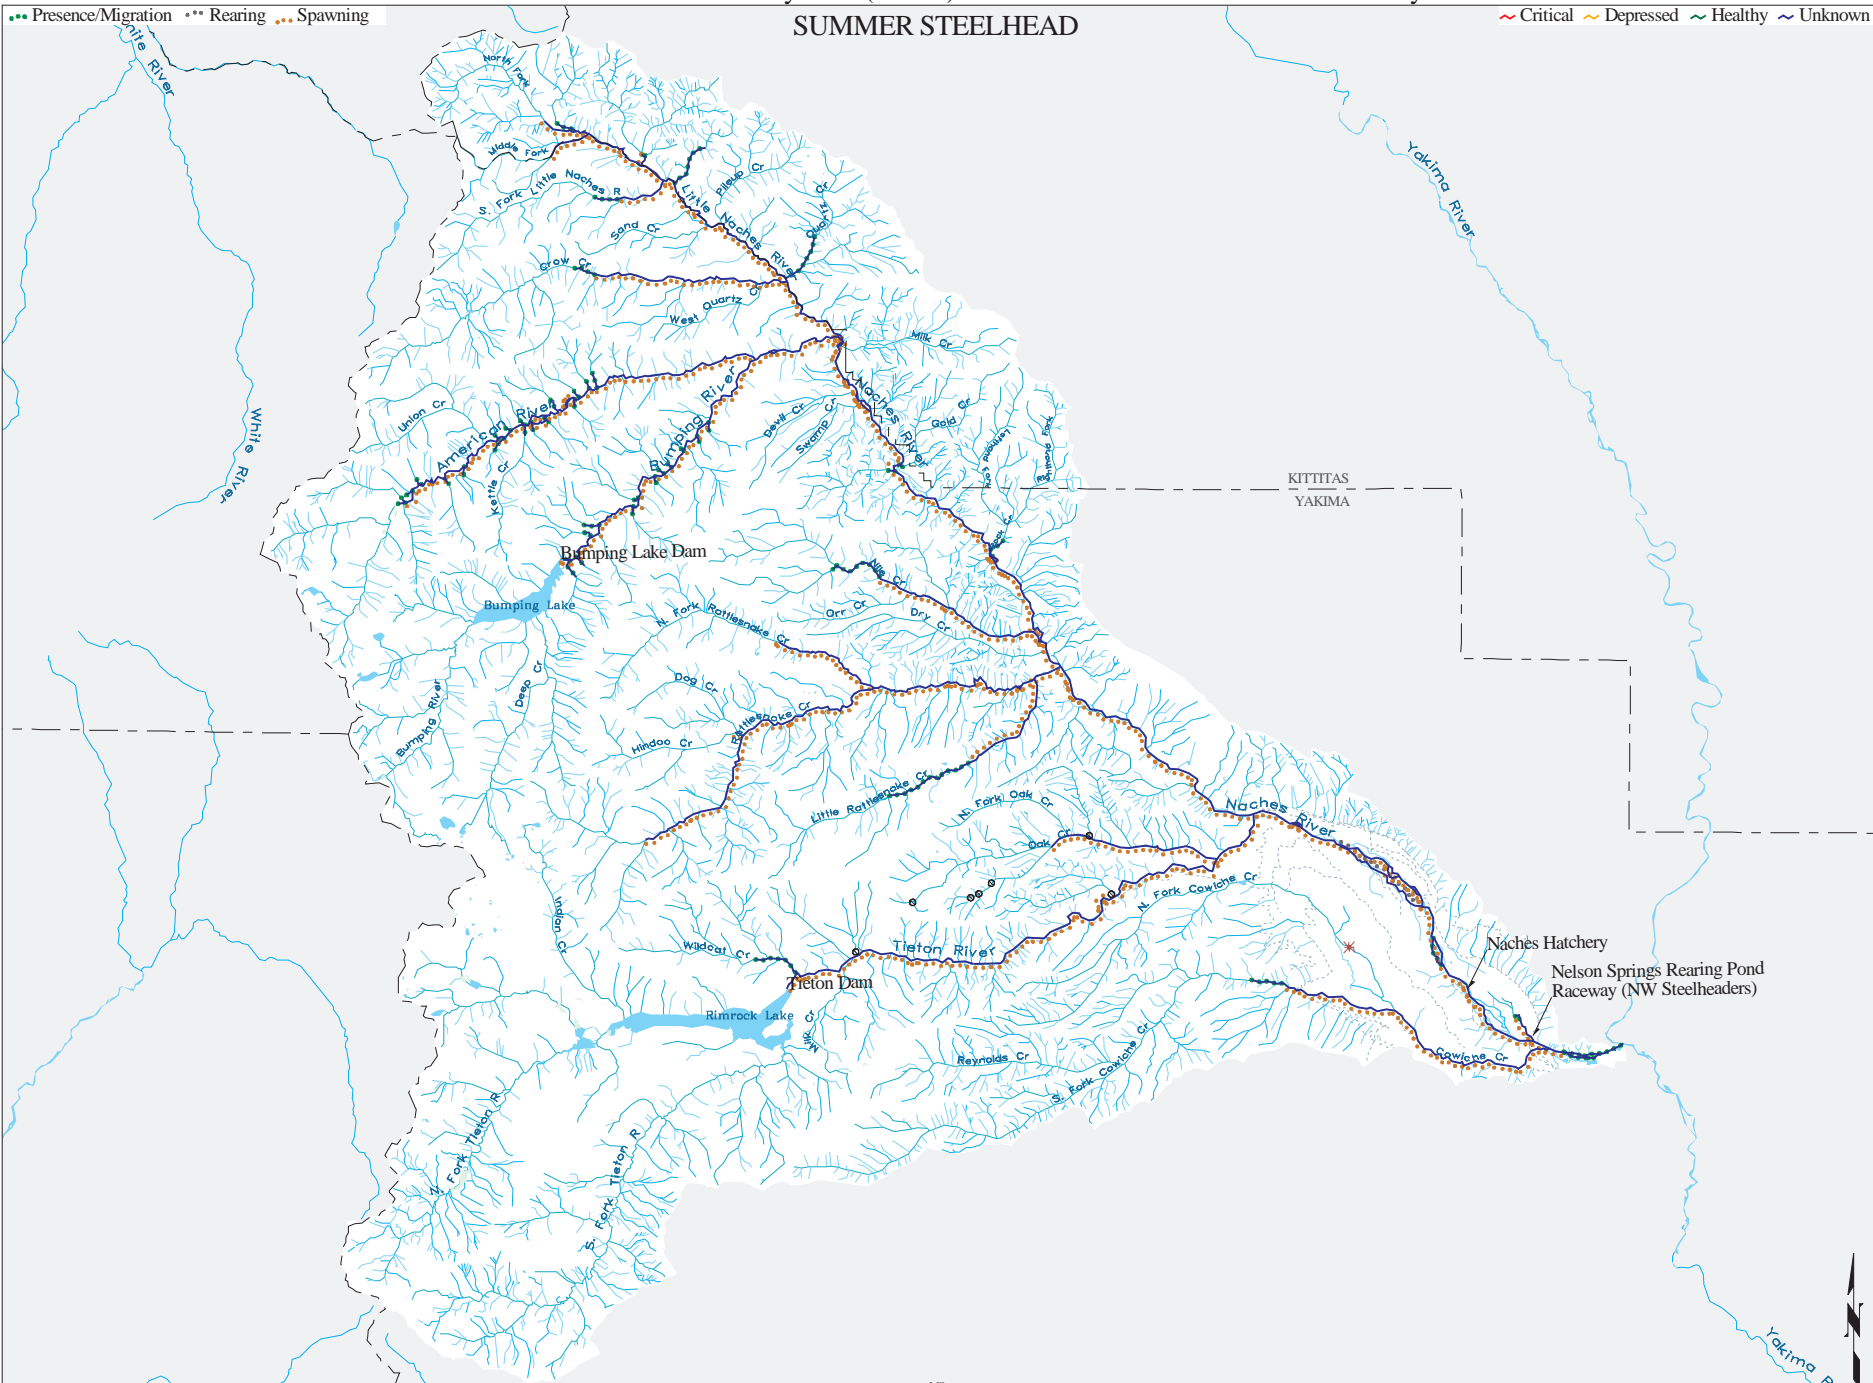 Presence/Migration Rearing Spawning
Critical Depressed Healthy Unknown
SUMMER STEELHEAD
River
North Fork
Middle Fork
S. Fork Little Naches R
Pileup Cr
Little Naches River
Quartz Cr
Sand Cr
Crow Cr
West Quartz Cr
Yakima River
Milk Cr
White River
Union Cr
American River
Bumping River
Devil Cr
Swamp Cr
Naches River
Gold Cr
Kettle Cr
KITTITAS
YAKIMA
Bumping Lake Dam
Bumping Lake
Nile Cr
Orr Cr
Dry Cr
N. Fork Rattlesnake Cr
Dog Cr
Deep Cr
Bumping River
Hindoo Cr
Rattlesnake Cr
Little Rattlesnake Cr
N. Fork Oak Cr
Oak Cr
Naches River
Indian Cr
N. Fork Cowiche Cr
Wildcat Cr
Tieton River
Tieton Dam
Naches Hatchery
Nelson Springs Rearing Pond
Raceway (NW Steelheaders)
Rimrock Lake
Milk Cr
Reynolds Cr
S. Fork Cowiche Cr
Cowiche Cr
N. Fork Tieton R
S. Fork Tieton R
Yakima R
N